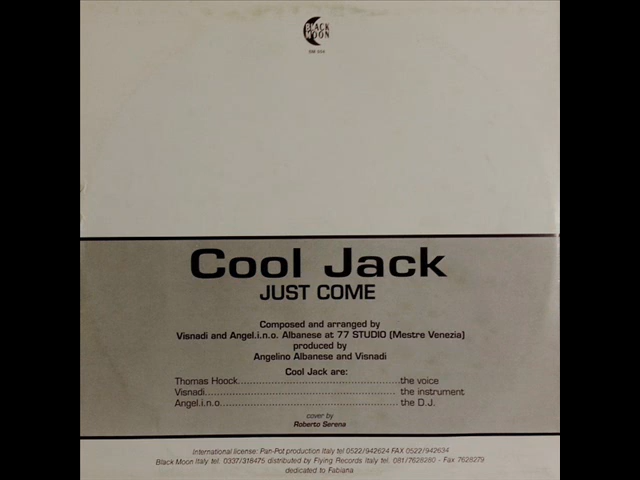 BLACK
MOON
Cool Jack
JUST COME
Composed and arranged by
Visnadi and Angel.i.n.o. Albanese at 77 STUDIO (Mestre Venezia)
produced by
Angelino Albanese and Visnadi
Cool Jack are:
Thomas Hoock.......................................................the voice
Visnadi................................................................. the instrument
Angel.i.n.o............................................................. the D.J.
cover by
Roberto Serena
International license: Pan-Pot production Italy tel 0522/942624 FAX 0522/942634
Black Moon Italy tel. 0337/318475 distributed by Flying Records Italy tel. 081/7628280 - Fax 7628279
dedicated to Fabiana